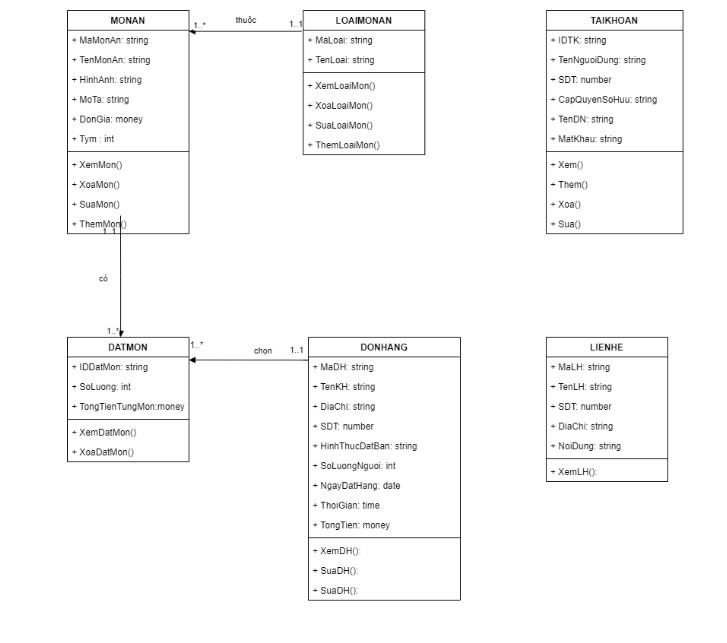 MONAN
+ MaMonAn: string
+ TenMonAn: string
+ HinhAnh: string
+ MoTa: string
+ DonGia: money
+ Tym : int
+ XemMon()
+ XoaMon()
+ SuaMon()
+ ThemMon()
1..*
thuộc
1..1
LOAIMONAN
+ MaLoai: string
+ TenLoai: string
+ XemLoaiMon()
+ XoaLoaiMon()
+ SuaLoaiMon()
+ ThemLoaiMon()
TAIKHOAN
+ IDTK: string
+ TenNguoiDung: string
+ SDT: number
+ CapQuyenSoHuu: string
+ TenDN: string
+ MatKhau: string
+ Xem()
+ Them()
+ Xoa()
+ Sua()
1..1
có
1..*
DATMON
+ IDDatMon: string
+ SoLuong: int
+ TongTienTungMon:money
+ XemDatMon()
+ XoaDatMon()
1..*
chọn
1..1
DONHANG
+ MaDH: string
+ TenKH: string
+ DiaChi: string
+ SDT: number
+ HinhThucDatBan: string
+ SoLuongNguoi: int
+ NgayDatHang: date
+ ThoiGian: time
+ TongTien: money
+ XemDH():
+ SuaDH():
+ SuaDH():
LIENHE
+ MaLH: string
+ TenLH: string
+ SDT: number
+ DiaChi: string
+ NoiDung: string
+ XemLH():